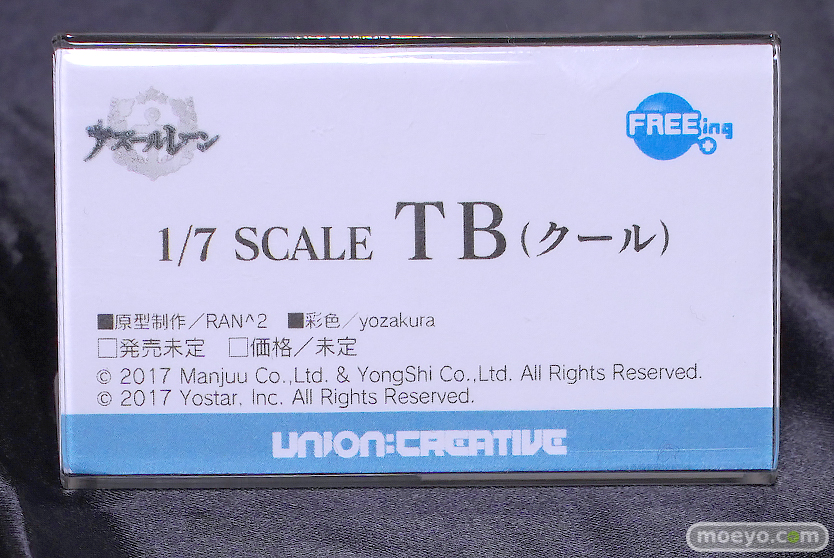 アズールレーン
FREEing
1/7 SCALE TB(クール)
■原型制作/RAN^2 ■彩色/yozakura
□発売未定 □価格/未定
© 2017 Manjuu Co.,Ltd. & YongShi Co.,Ltd. All Rights Reserved.
© 2017 Yostar, Inc. All Rights Reserved.
UNION:CREATIVE
moeyo.com